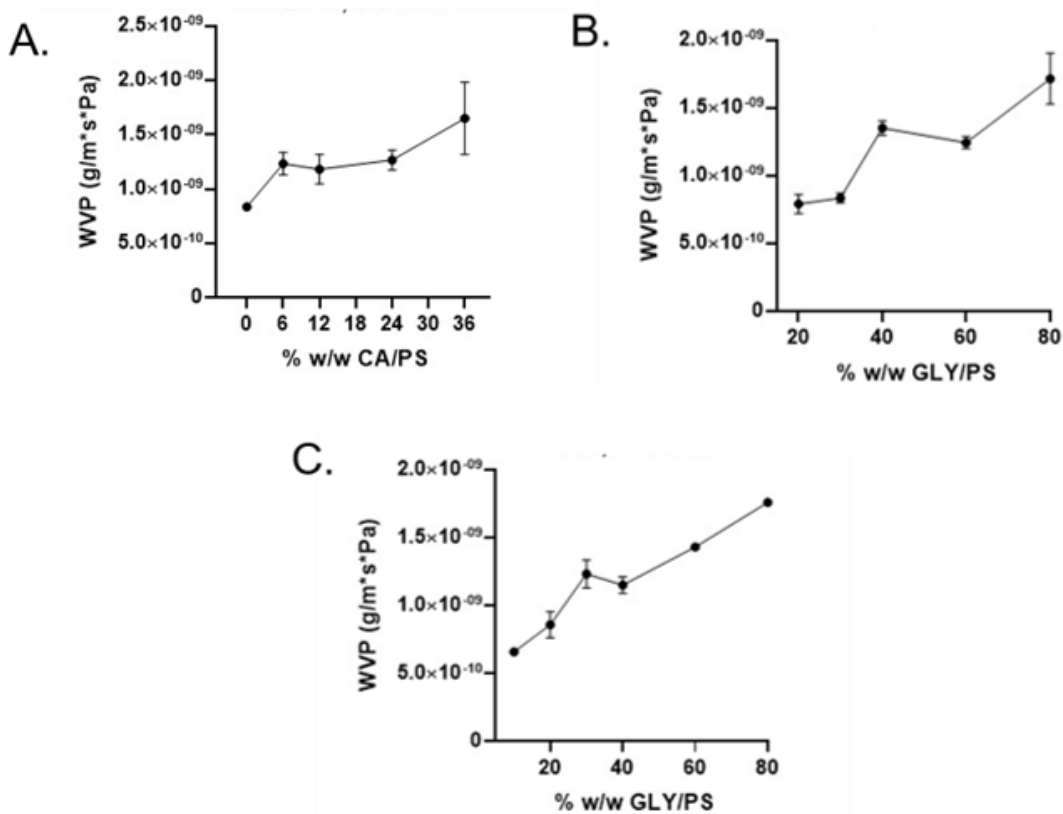 A.
2.5×10-09
2.0×10-09
1.5×10-09
1.0×10-09
5.0×10-10
0
WVP (g/m*s*Pa)
0 6 12 18 24 30 36
% w/w CA/PS
B.
2.0×10-09
1.5×10-09
1.0×10-09
5.0×10-10
0
WVP (g/m*s*Pa)
20 40 60 80
% w/w GLY/PS
C.
2.0×10-09
1.5×10-09
1.0×10-09
5.0×10-10
0
WVP (g/m*s*Pa)
20 40 60 80
% w/w GLY/PS